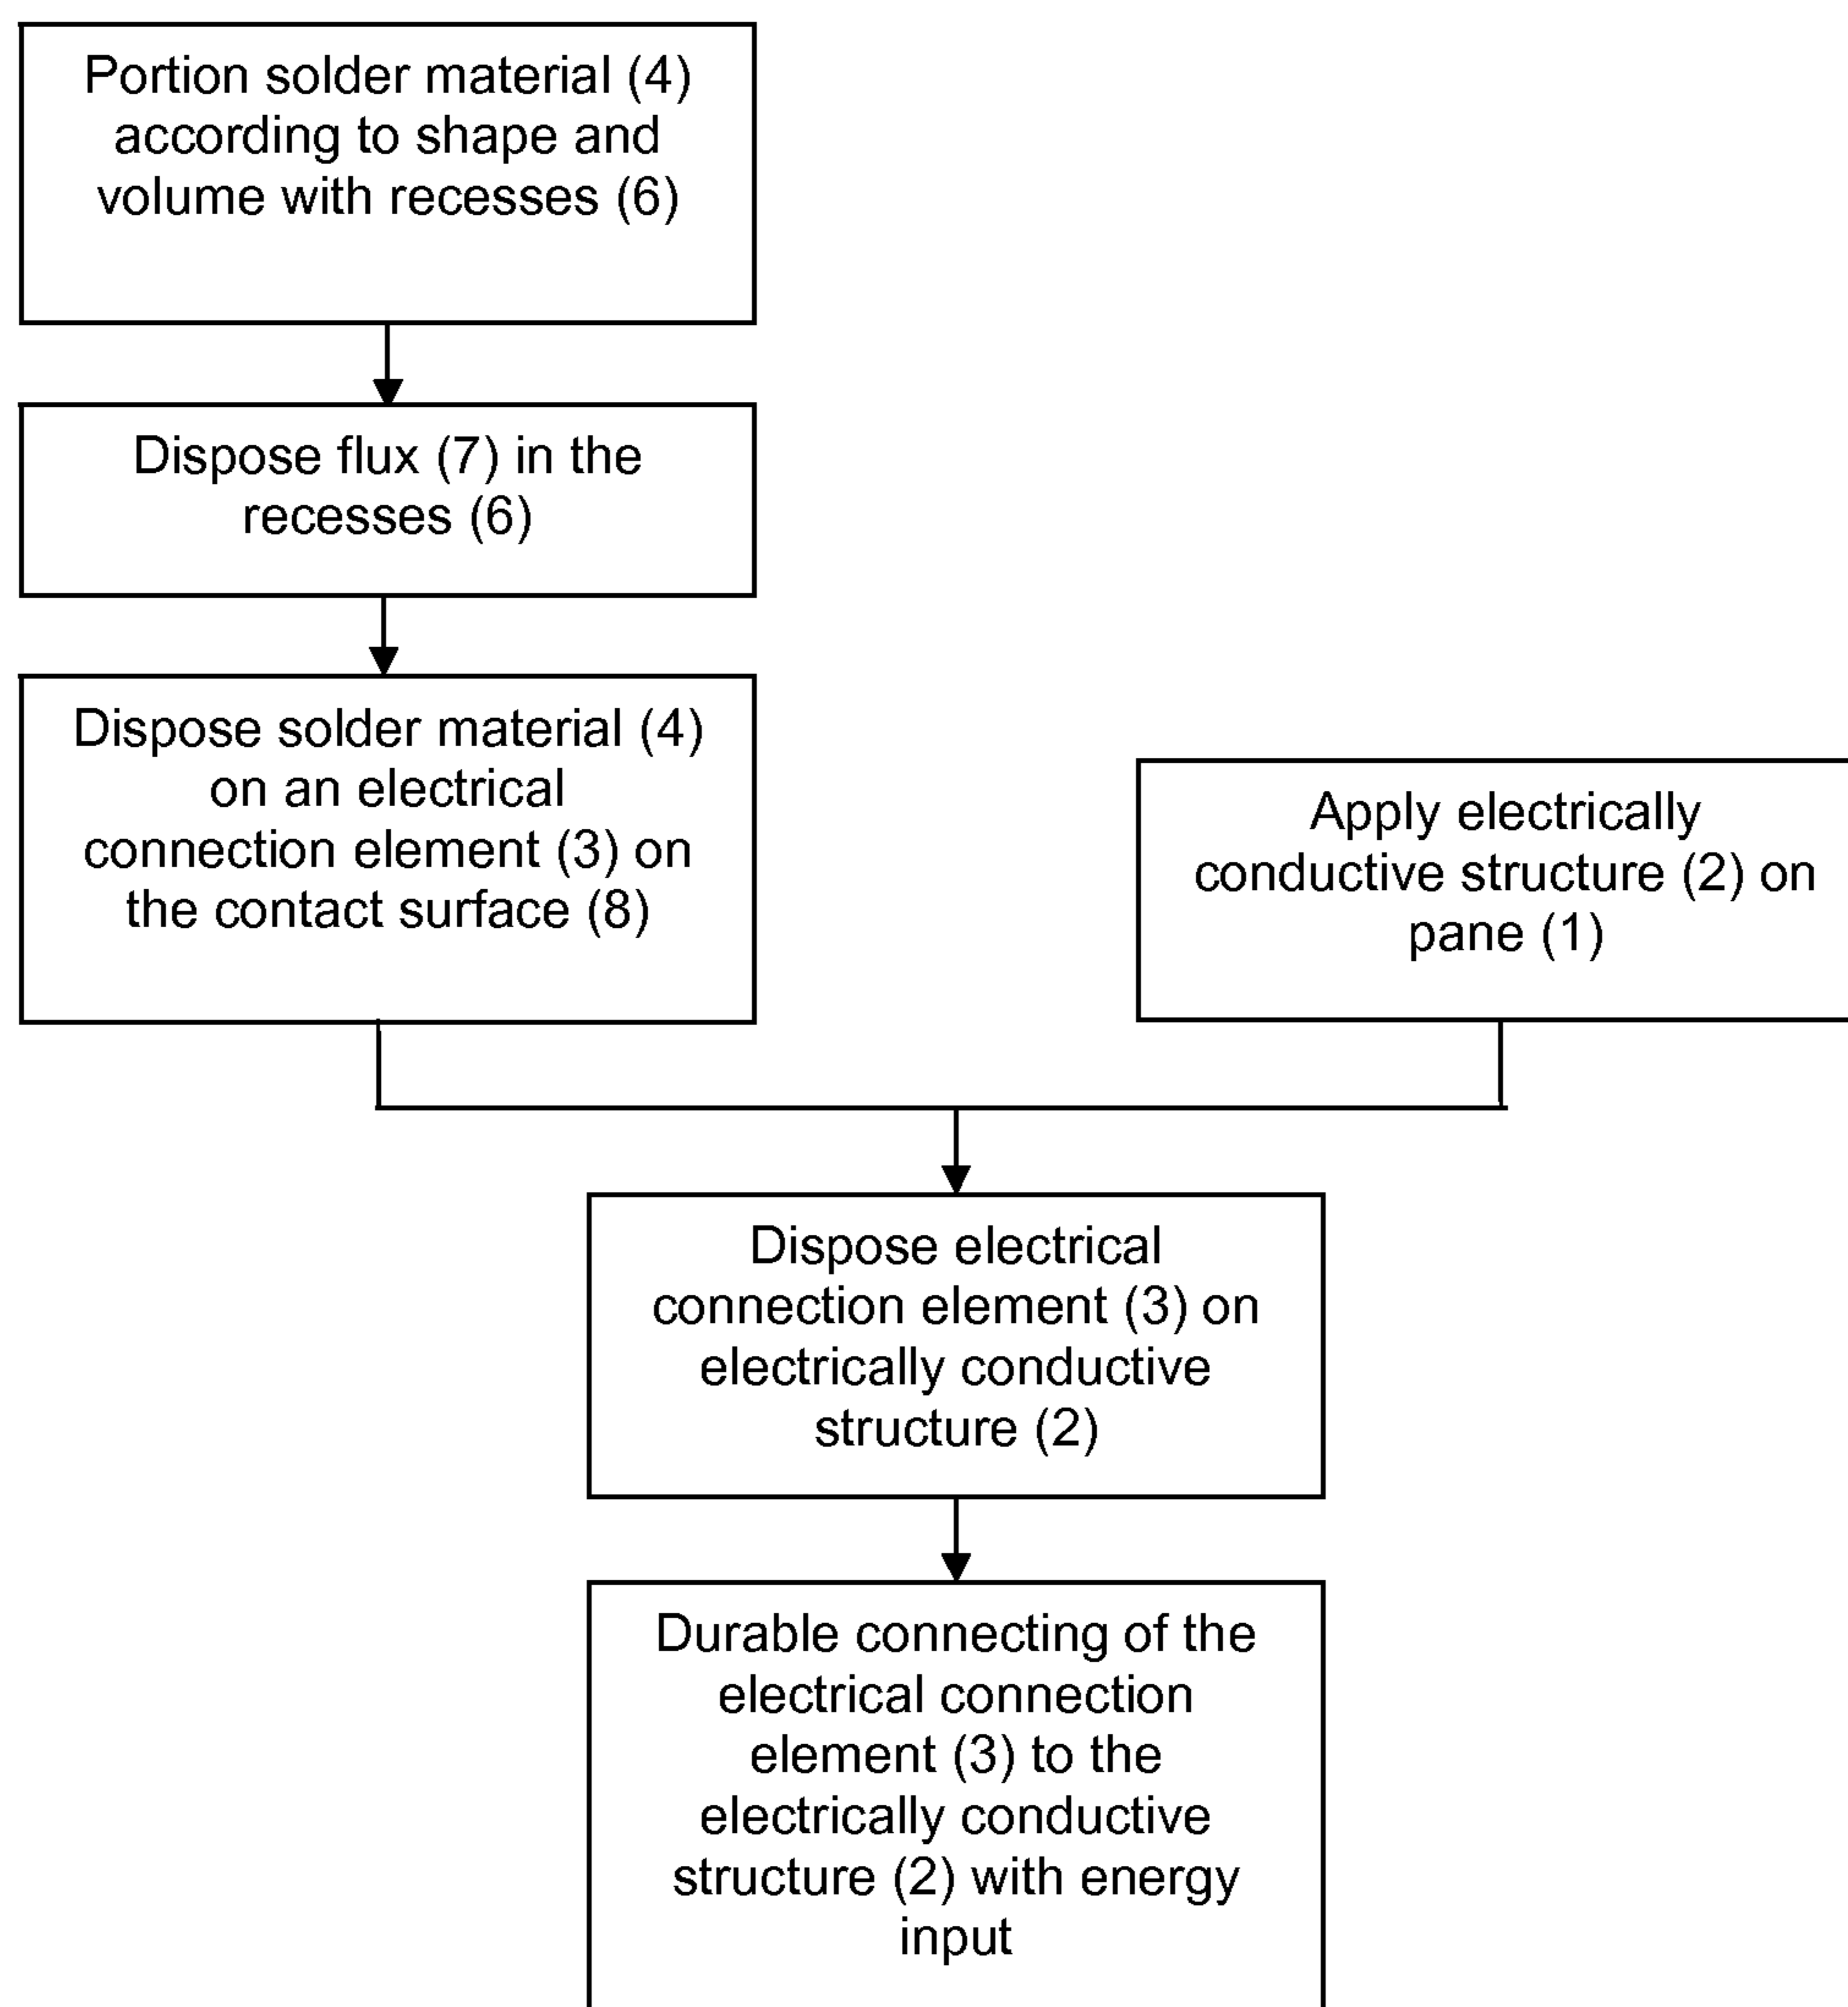 Portion solder material (4)
according to shape and
volume with recesses (6)
Dispose flux (7) in the
recesses (6)
Dispose solder material (4)
on an electrical
connection element (3) on
the contact surface (8)
Apply electrically
conductive structure (2) on
pane (1)
Dispose electrical
connection element (3) on
electrically conductive
structure (2)
Durable connecting of the
electrical connection
element (3) to the
electrically conductive
structure (2) with energy
input